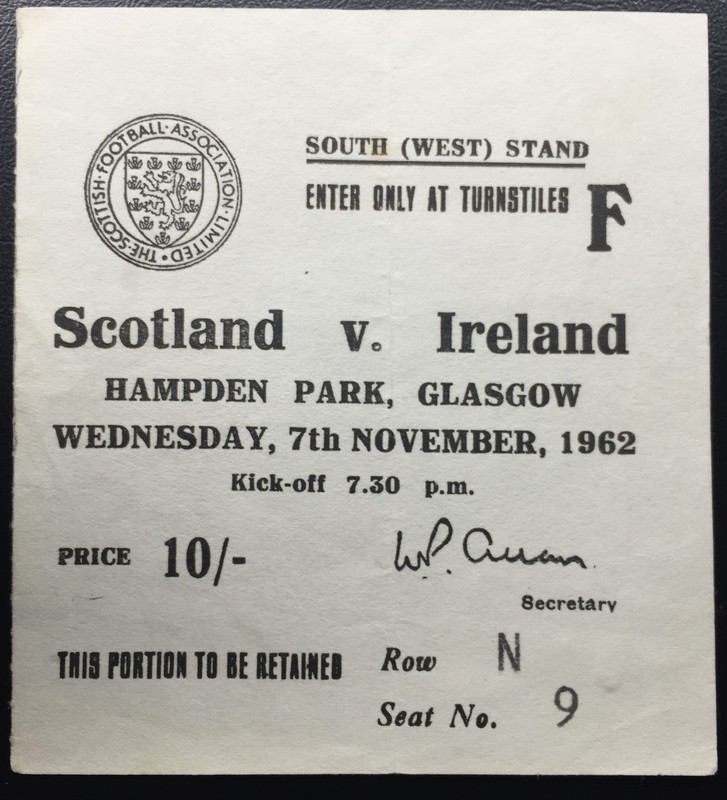 THE·SCOTTISH·FOOTBALL·ASSOCIATION·LIMITED·
SOUTH (WEST) STAND
ENTER ONLY AT TURNSTILES F
Scotland v. Ireland
HAMPDEN PARK, GLASGOW
WEDNESDAY, 7th NOVEMBER, 1962
Kick-off 7.30 p.m.
PRICE 10/-
Secretary
THIS PORTION TO BE RETAINED
Row N
Seat No. 9